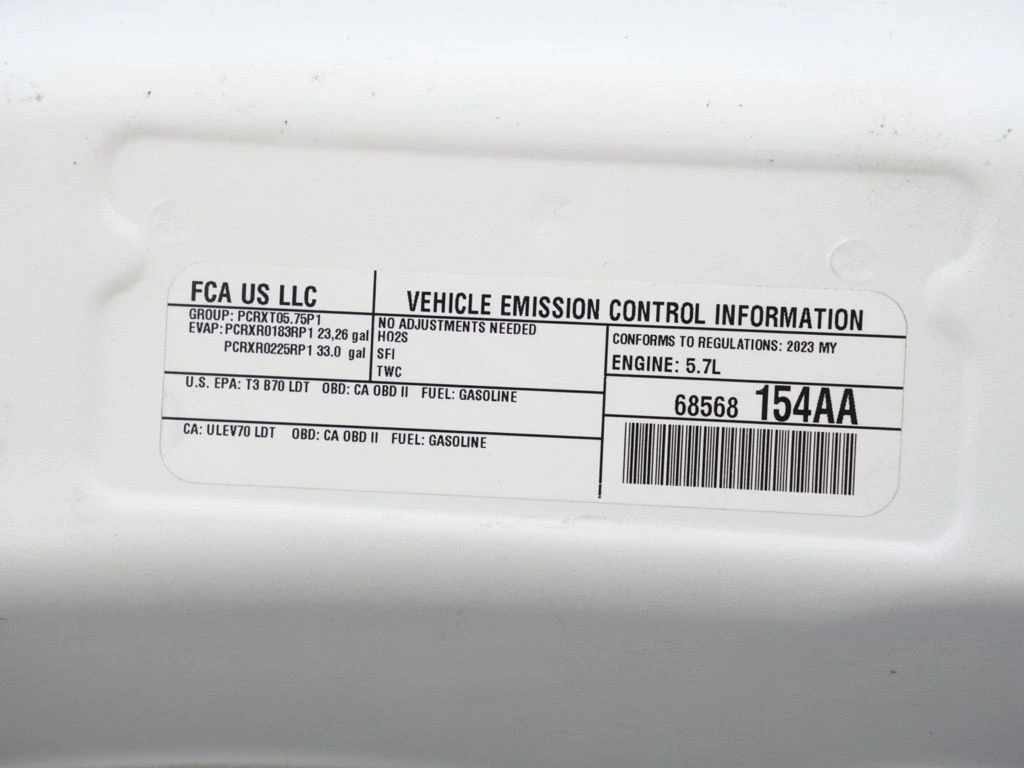 FCA US LLC
VEHICLE EMISSION CONTROL INFORMATION
GROUP: PCRXT05.75P1
EVAP: PCRXR0183RP1 23,26 gal
PCRXR0225RP1 33.0 gal
NO ADJUSTMENTS NEEDED
HO2S
SFI
TWC
CONFORMS TO REGULATIONS: 2023 MY
ENGINE: 5.7L
U.S. EPA: T3 B70 LDT OBD: CA OBD II FUEL: GASOLINE
68568 154AA
CA: ULEV70 LDT OBD: CA OBD II FUEL: GASOLINE